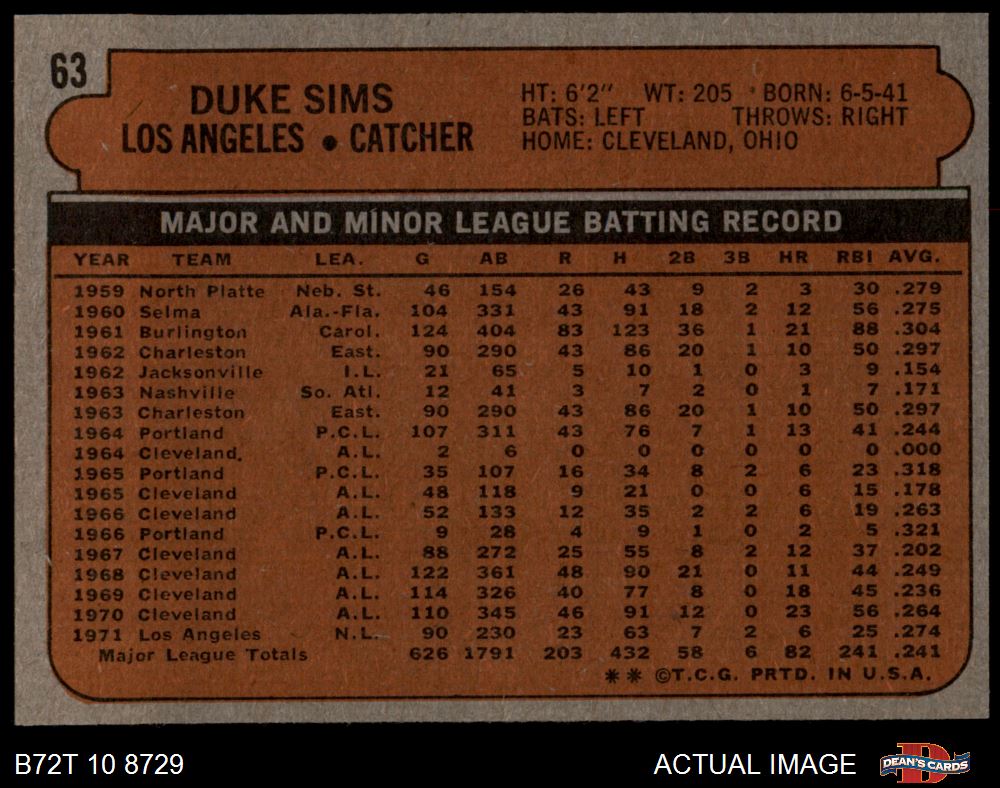 63
DUKE SIMS
LOS ANGELES • CATCHER
HT: 6'2" WT: 205 BORN: 6-5-41
BATS: LEFT THROWS: RIGHT
HOME: CLEVELAND, OHIO
MAJOR AND MINOR LEAGUE BATTING RECORD
YEAR TEAM LEA. G AB R H 2B 3B HR RBI AVG.
1959 North Platte Neb. St. 46 154 26 43 9 2 3 30 .279
1960 Selma Ala.-Fla. 104 331 43 91 18 2 12 56 .275
1961 Burlington Carol. 124 404 83 123 36 1 21 88 .304
1962 Charleston East. 90 290 43 86 20 1 10 50 .297
1962 Jacksonville I.L. 21 65 5 10 1 0 3 9 .154
1963 Nashville So. Atl. 12 41 3 7 2 0 1 7 .171
1963 Charleston East. 90 290 43 86 20 1 10 50 .297
1964 Portland P.C.L. 107 311 43 76 7 1 13 41 .244
1964 Cleveland. A.L. 2 6 0 0 0 0 0 0 .000
1965 Portland P.C.L. 35 107 16 34 8 2 6 23 .318
1965 Cleveland A.L. 48 118 9 21 0 0 6 15 .178
1966 Cleveland A.L. 52 133 12 35 2 2 6 19 .263
1966 Portland P.C.L. 9 28 4 9 1 0 2 5 .321
1967 Cleveland A.L. 88 272 25 55 8 2 12 37 .202
1968 Cleveland A.L. 122 361 48 90 21 0 11 44 .249
1969 Cleveland A.L. 114 326 40 77 8 0 18 45 .236
1970 Cleveland A.L. 110 345 46 91 12 0 23 56 .264
1971 Los Angeles N.L. 90 230 23 63 7 2 6 25 .274
Major League Totals 626 1791 203 432 58 6 82 241 .241
** ©T.C.G. PRTD. IN U.S.A.
B72T 10 8729
ACTUAL IMAGE
D
DEAN'S CARDS